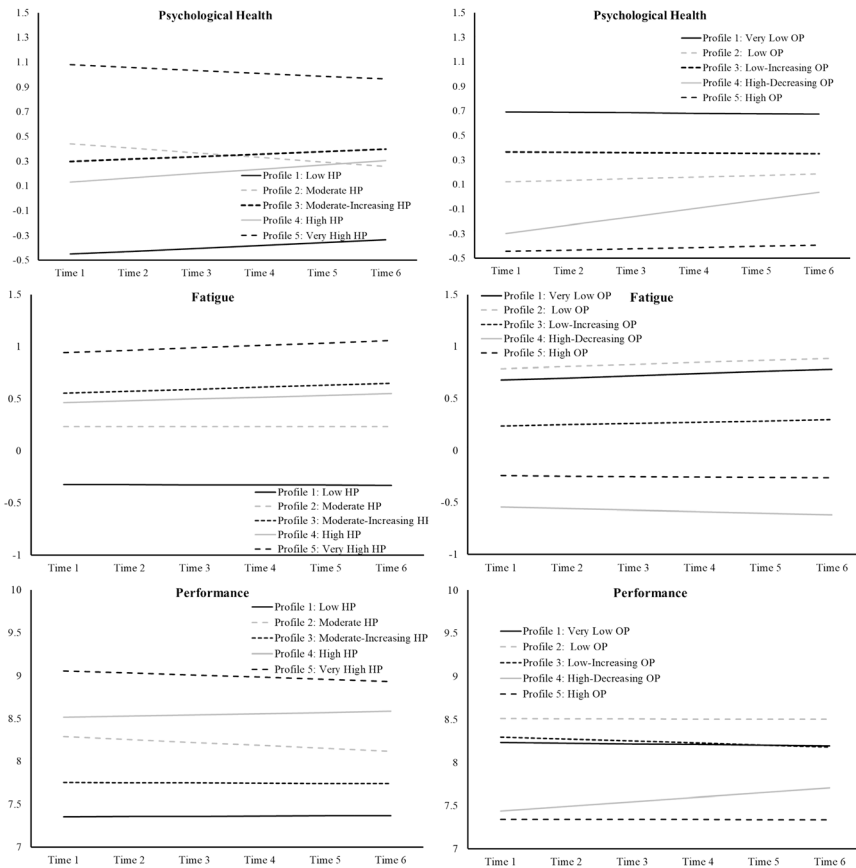 Psychological Health
1.5
1.3
1.1
0.9
0.7
0.5
0.3
0.1
-0.1
-0.3
-0.5
Profile 1: Low HP
Profile 2: Moderate HP
Profile 3: Moderate-Increasing HP
Profile 4: High HP
Profile 5: Very High HP
Time 1 Time 2 Time 3 Time 4 Time 5 Time 6
Psychological Health
1.5
1.3
1.1
0.9
0.7
0.5
0.3
0.1
-0.1
-0.3
-0.5
Profile 1: Very Low OP
Profile 2: Low OP
Profile 3: Low-Increasing OP
Profile 4: High-Decreasing OP
Profile 5: High OP
Time 1 Time 2 Time 3 Time 4 Time 5 Time 6
Fatigue
1.5
1
0.5
0
-0.5
-1
Profile 1: Low HP
Profile 2: Moderate HP
Profile 3: Moderate-Increasing HI
Profile 4: High HP
Profile 5: Very High HP
Time 1 Time 2 Time 3 Time 4 Time 5 Time 6
Fatigue
1.5
1
0.5
0
-0.5
-1
Profile 1: Very Low OP
Profile 2: Low OP
Profile 3: Low-Increasing OP
Profile 4: High-Decreasing OP
Profile 5: High OP
Time 1 Time 2 Time 3 Time 4 Time 5 Time 6
Performance
10
9.5
9
8.5
8
7.5
7
Profile 1: Low HP
Profile 2: Moderate HP
Profile 3: Moderate-Increasing HP
Profile 4: High HP
Profile 5: Very High HP
Time 1 Time 2 Time 3 Time 4 Time 5 Time 6
Performance
10
9.5
9
8.5
8
7.5
7
Profile 1: Very Low OP
Profile 2: Low OP
Profile 3: Low-Increasing OP
Profile 4: High-Decreasing OP
Profile 5: High OP
Time 1 Time 2 Time 3 Time 4 Time 5 Time 6